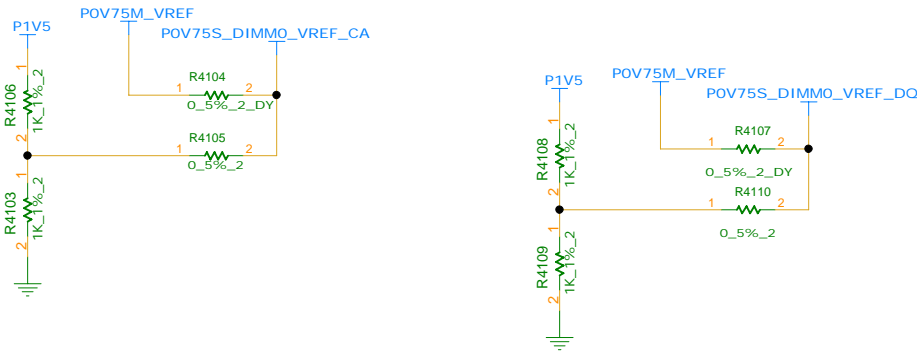 P0V75M_VREF
P1V5
P0V75S_DIMM0_VREF_CA
1
R4106
1K_1%_2
2
R4104
1
2
0_5%_2_DY
R4105
1
2
0_5%_2
1
R4103
1K_1%_2
2
P0V75M_VREF
P1V5
P0V75S_DIMM0_VREF_DQ
1
R4108
1K_1%_2
2
R4107
1
2
0_5%_2_DY
R4110
1
2
0_5%_2
1
R4109
1K_1%_2
2